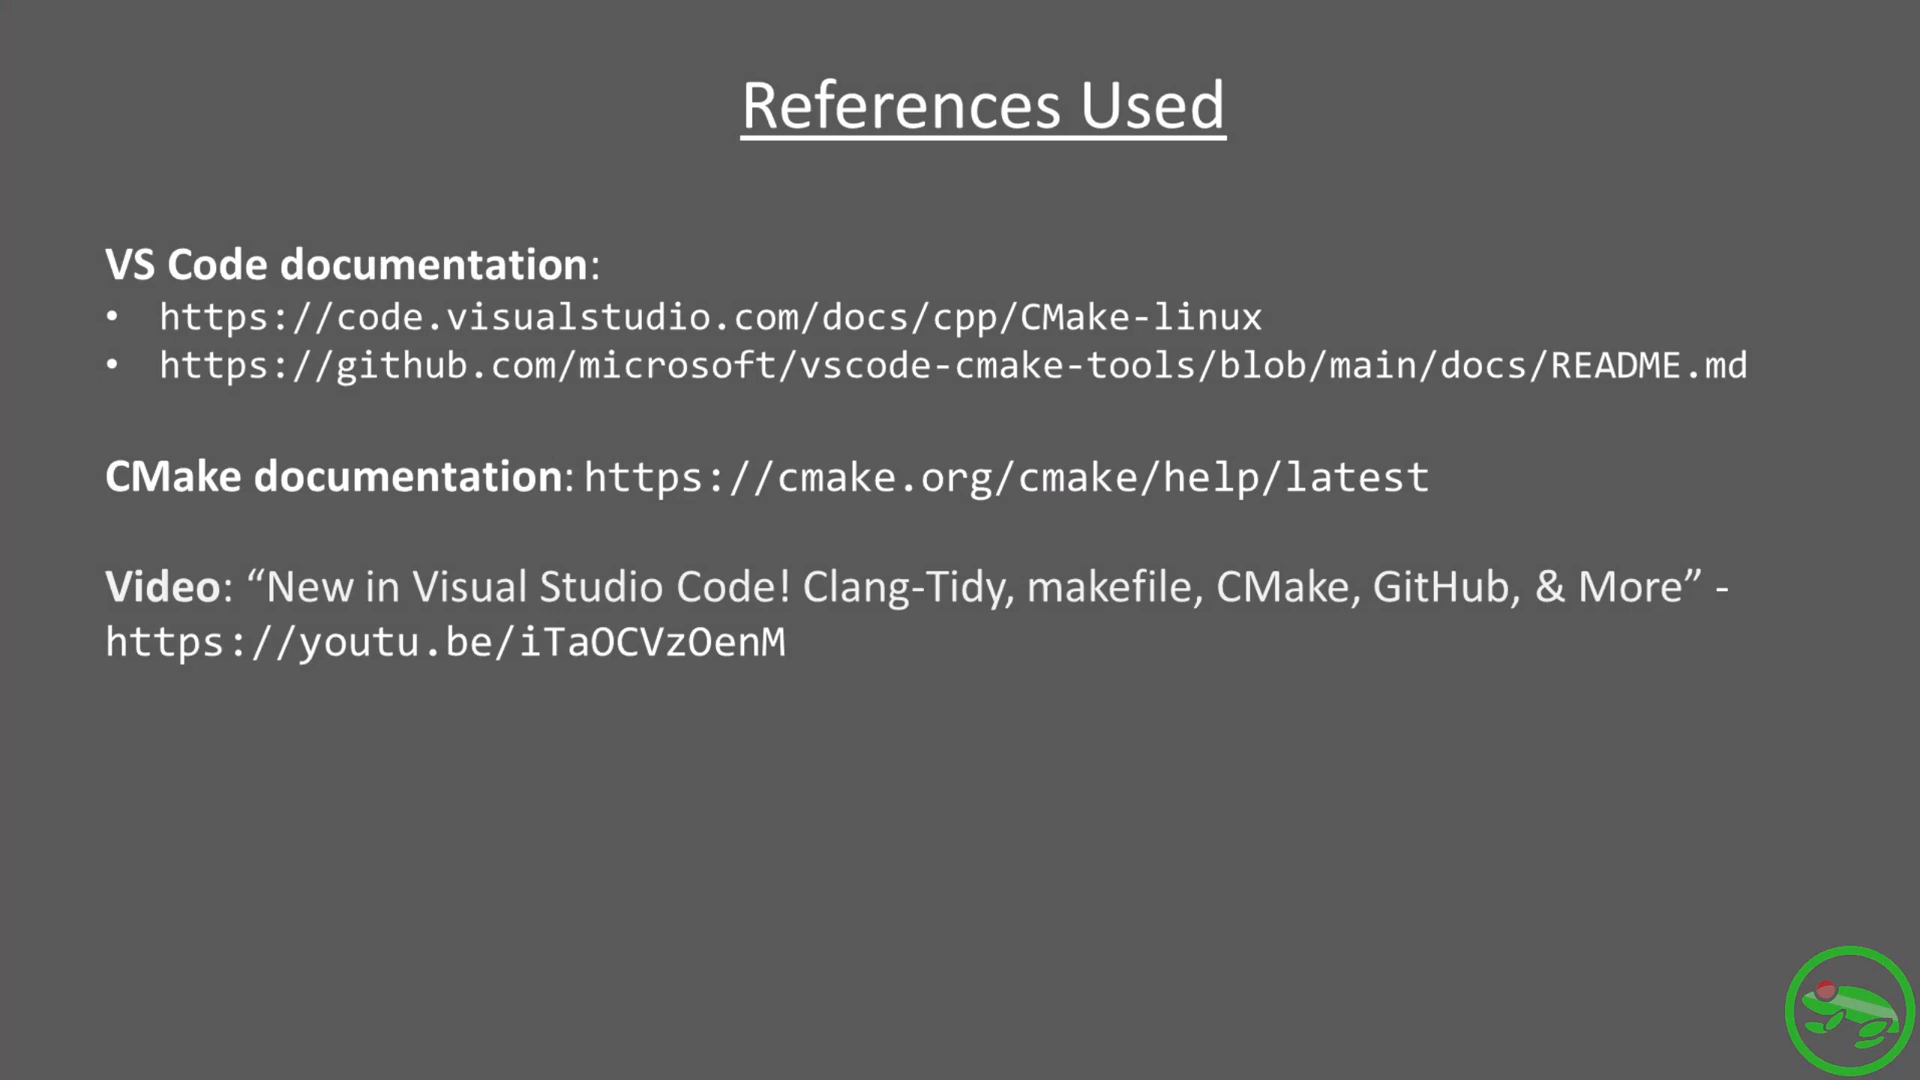 References Used
VS Code documentation:
• https://code.visualstudio.com/docs/cpp/CMake-linux
• https://github.com/microsoft/vscode-cmake-tools/blob/main/docs/README.md
CMake documentation: https://cmake.org/cmake/help/latest
Video: “New in Visual Studio Code! Clang-Tidy, makefile, CMake, GitHub, & More” -
https://youtu.be/iTaOCVzOenM